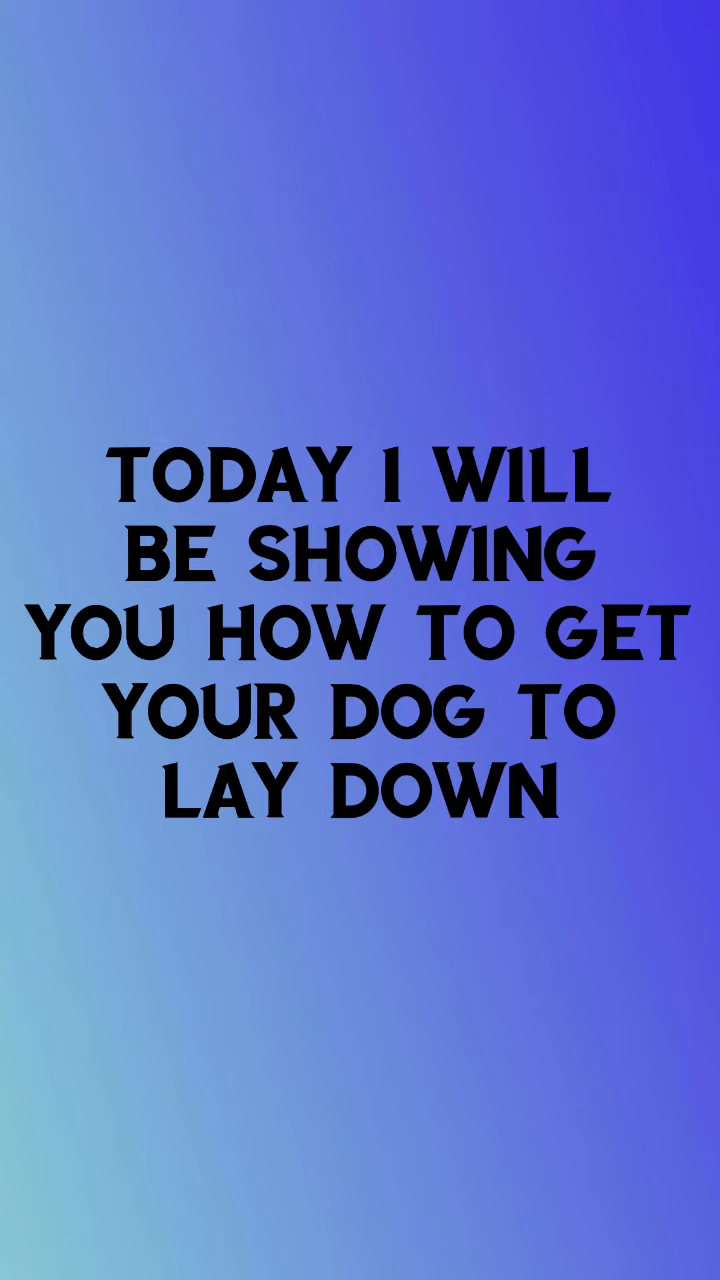 TODAY I WILL
BE SHOWING
YOU HOW TO GET
YOUR DOG TO
LAY DOWN